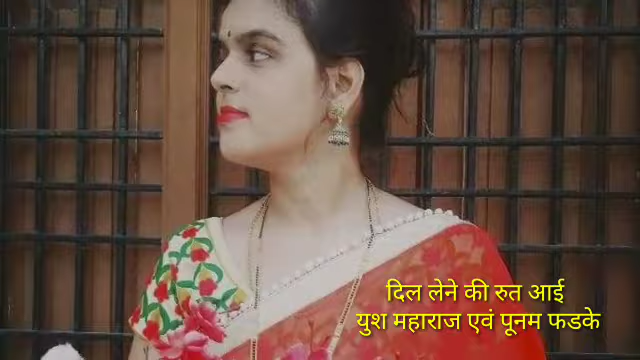 दिल लेने की रुत आई
युश महाराज एवं पूनम फडके